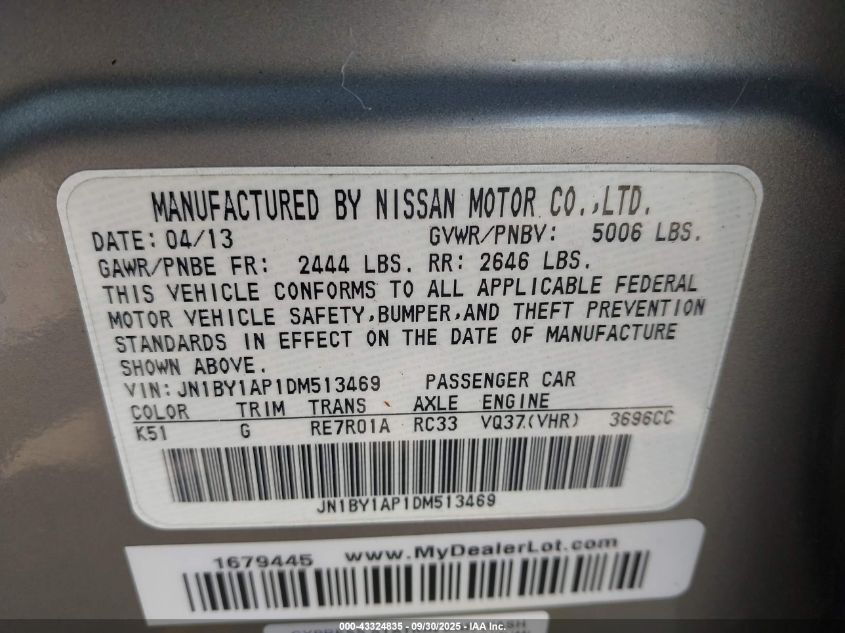 MANUFACTURED BY NISSAN MOTOR CO.,LTD.
DATE: 04/13 GVWR/PNBV: 5006 LBS.
GAWR/PNBE FR: 2444 LBS. RR: 2646 LBS.
THIS VEHICLE CONFORMS TO ALL APPLICABLE FEDERAL
MOTOR VEHICLE SAFETY,BUMPER,AND THEFT PREVENTION
STANDARDS IN EFFECT ON THE DATE OF MANUFACTURE
SHOWN ABOVE.
VIN: JN1BY1AP1DM513469 PASSENGER CAR
COLOR TRIM TRANS AXLE ENGINE
K51 G RE7R01A RC33 VQ37(VHR) 3696CC
JN1BY1AP1DM513469
1679445 www.MyDealerLot.com
000-43324835 - 09/30/2025 - IAA Inc.